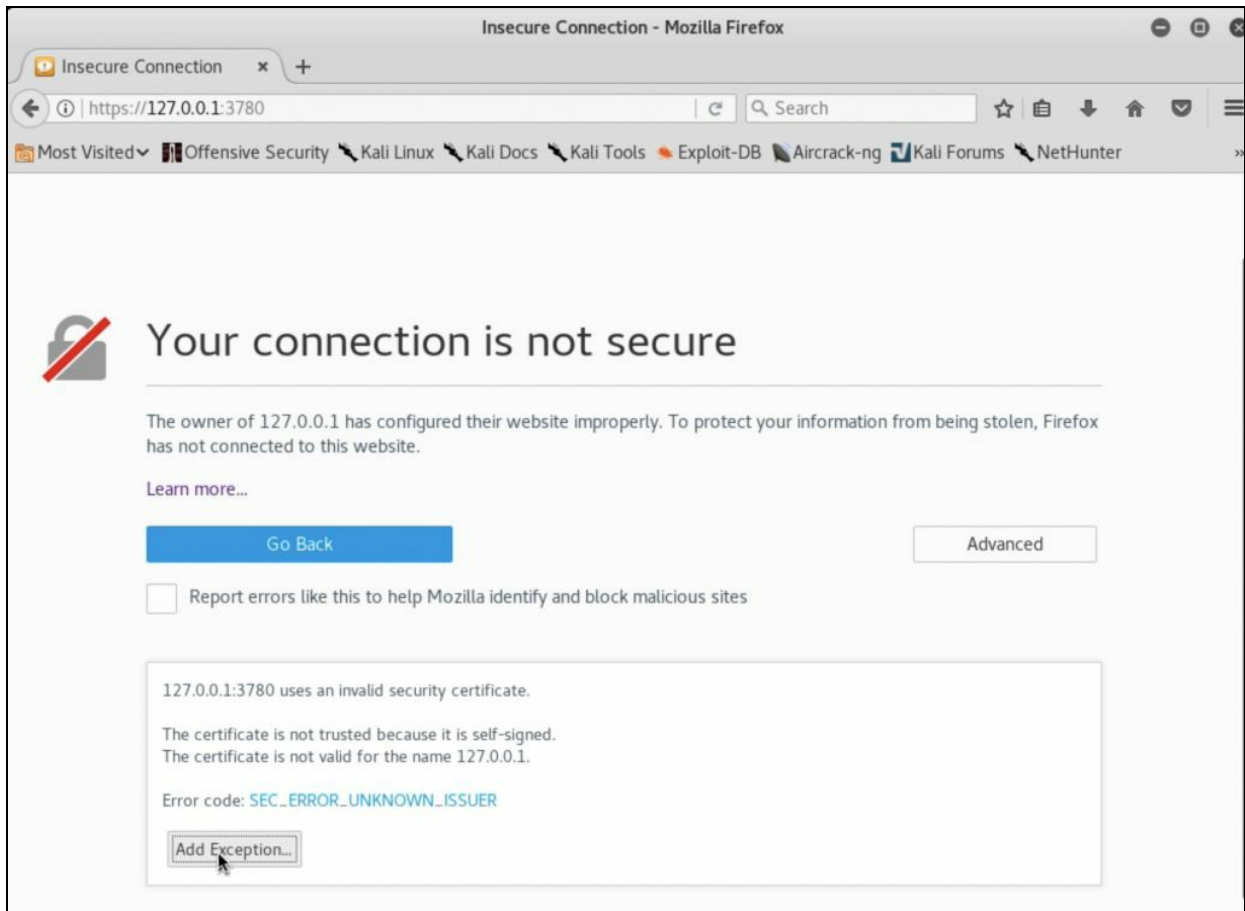 Insecure Connection - Mozilla Firefox
Insecure Connection
https://127.0.0.1:3780 Search
Most Visited Offensive Security Kali Linux Kali Docs Kali Tools Exploit-DB Aircrack-ng Kali Forums NetHunter
Your connection is not secure
The owner of 127.0.0.1 has configured their website improperly. To protect your information from being stolen, Firefox
has not connected to this website.
Learn more...
Go Back Advanced
Report errors like this to help Mozilla identify and block malicious sites
127.0.0.1:3780 uses an invalid security certificate.
The certificate is not trusted because it is self-signed.
The certificate is not valid for the name 127.0.0.1.
Error code: SEC_ERROR_UNKNOWN_ISSUER
Add Exception...